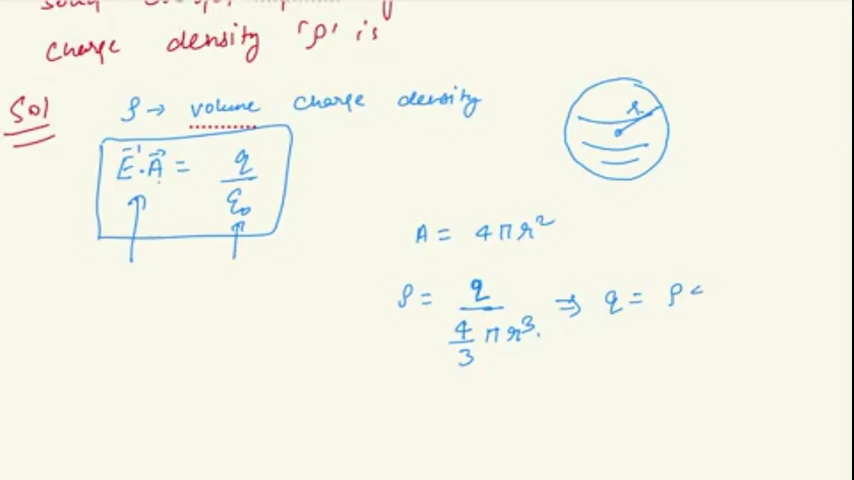 charge density 'ρ' is
Sol
ρ → volume charge density
E⃗·A⃗ = q/ε₀
r
A = 4πr²
ρ = q / (4/3 πr³) ⇒ q = ρ